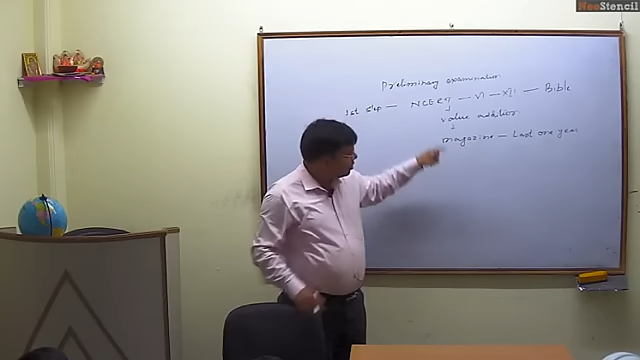 NeoStencil
Preliminary examination
1st step — NCERT — VI — XII — Bible
value addition
magazine — Last one year